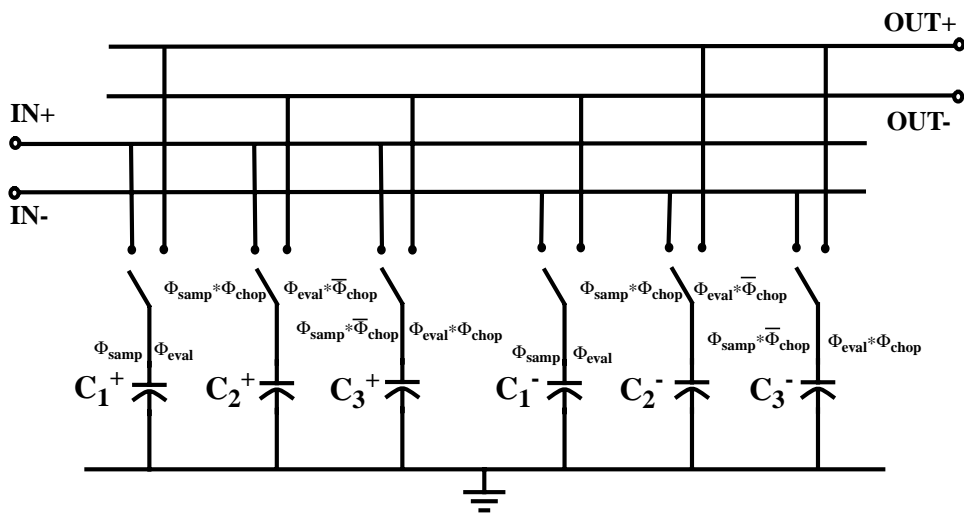 OUT+
OUT-
IN+
IN-
Φsamp*Φchop Φeval*Φ̅chop Φsamp*Φchop Φeval*Φ̅chop
Φsamp*Φ̅chop Φeval*Φchop Φsamp*Φ̅chop Φeval*Φchop
Φsamp Φeval Φsamp Φeval
C1+ C2+ C3+ C1- C2- C3-